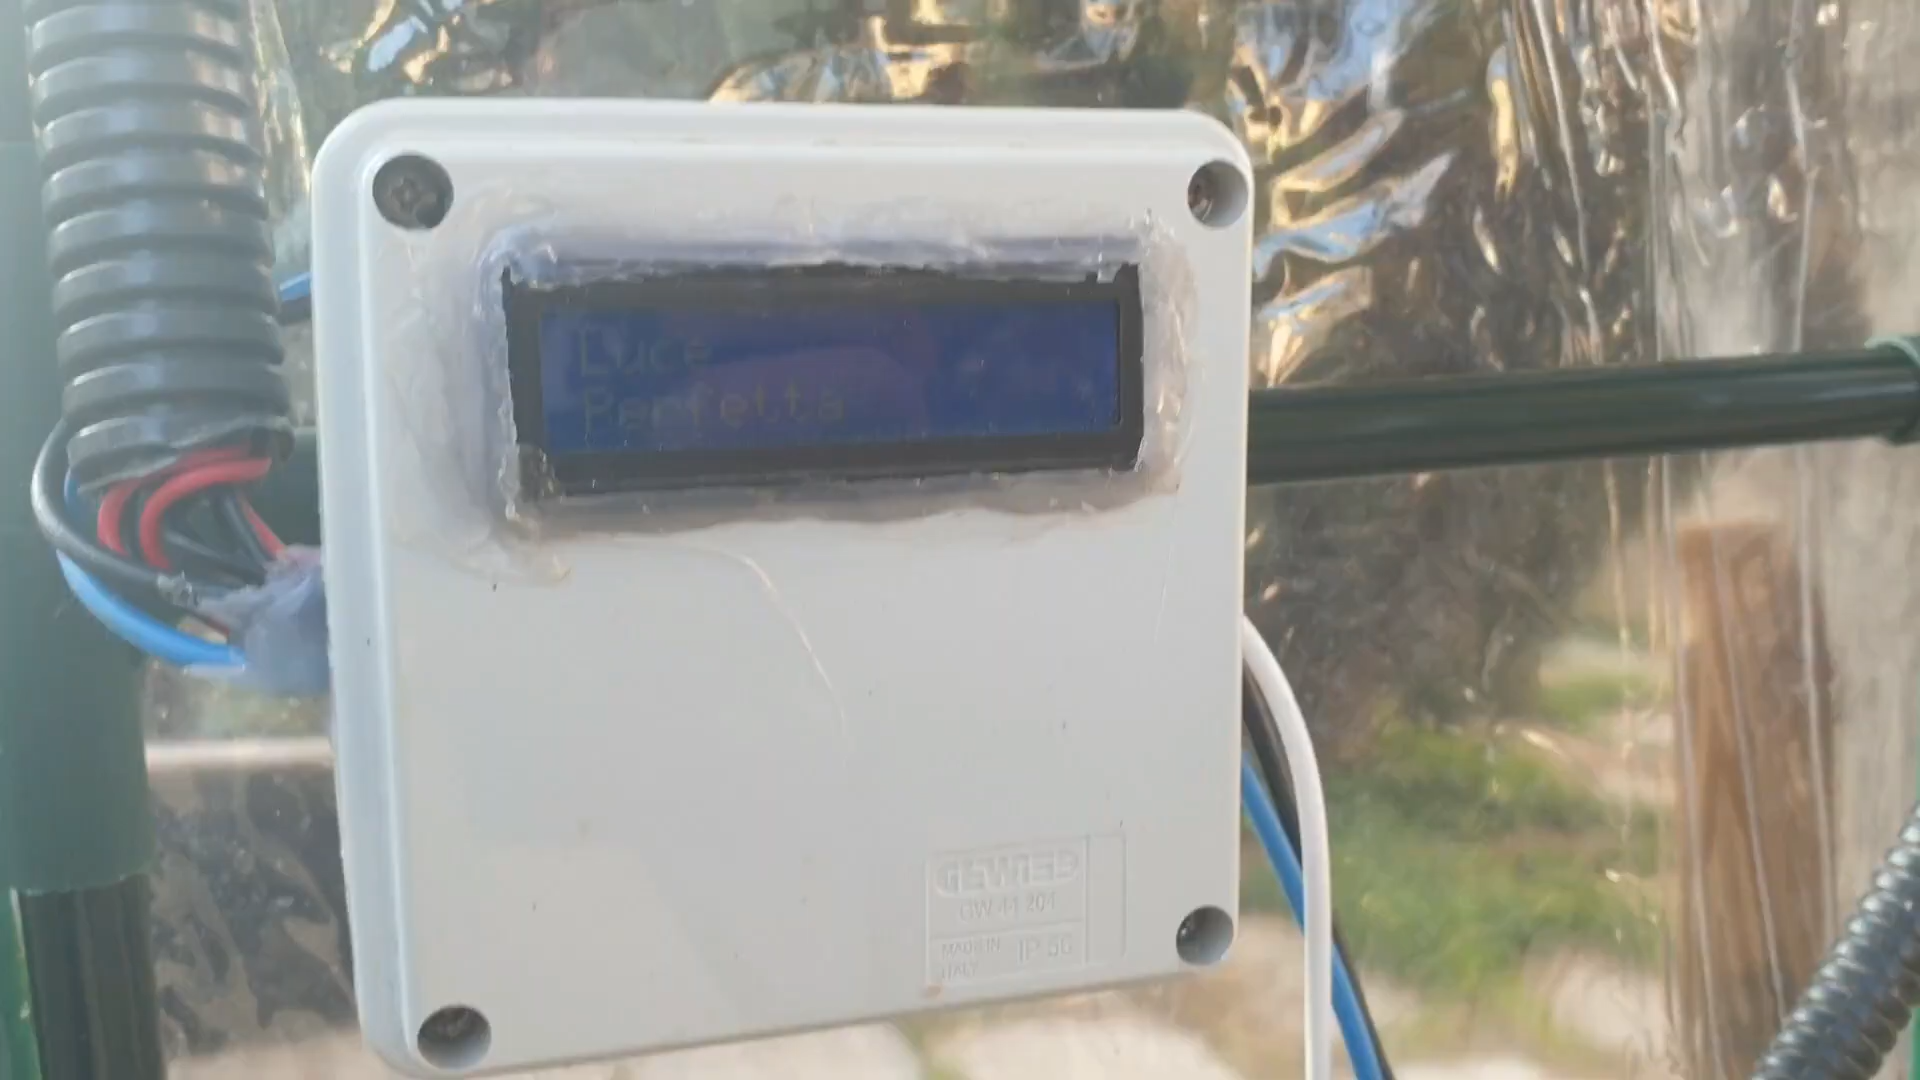 Luce
Perfetta
GEWISS
GW 44 204
MADE IN
ITALY
IP 56